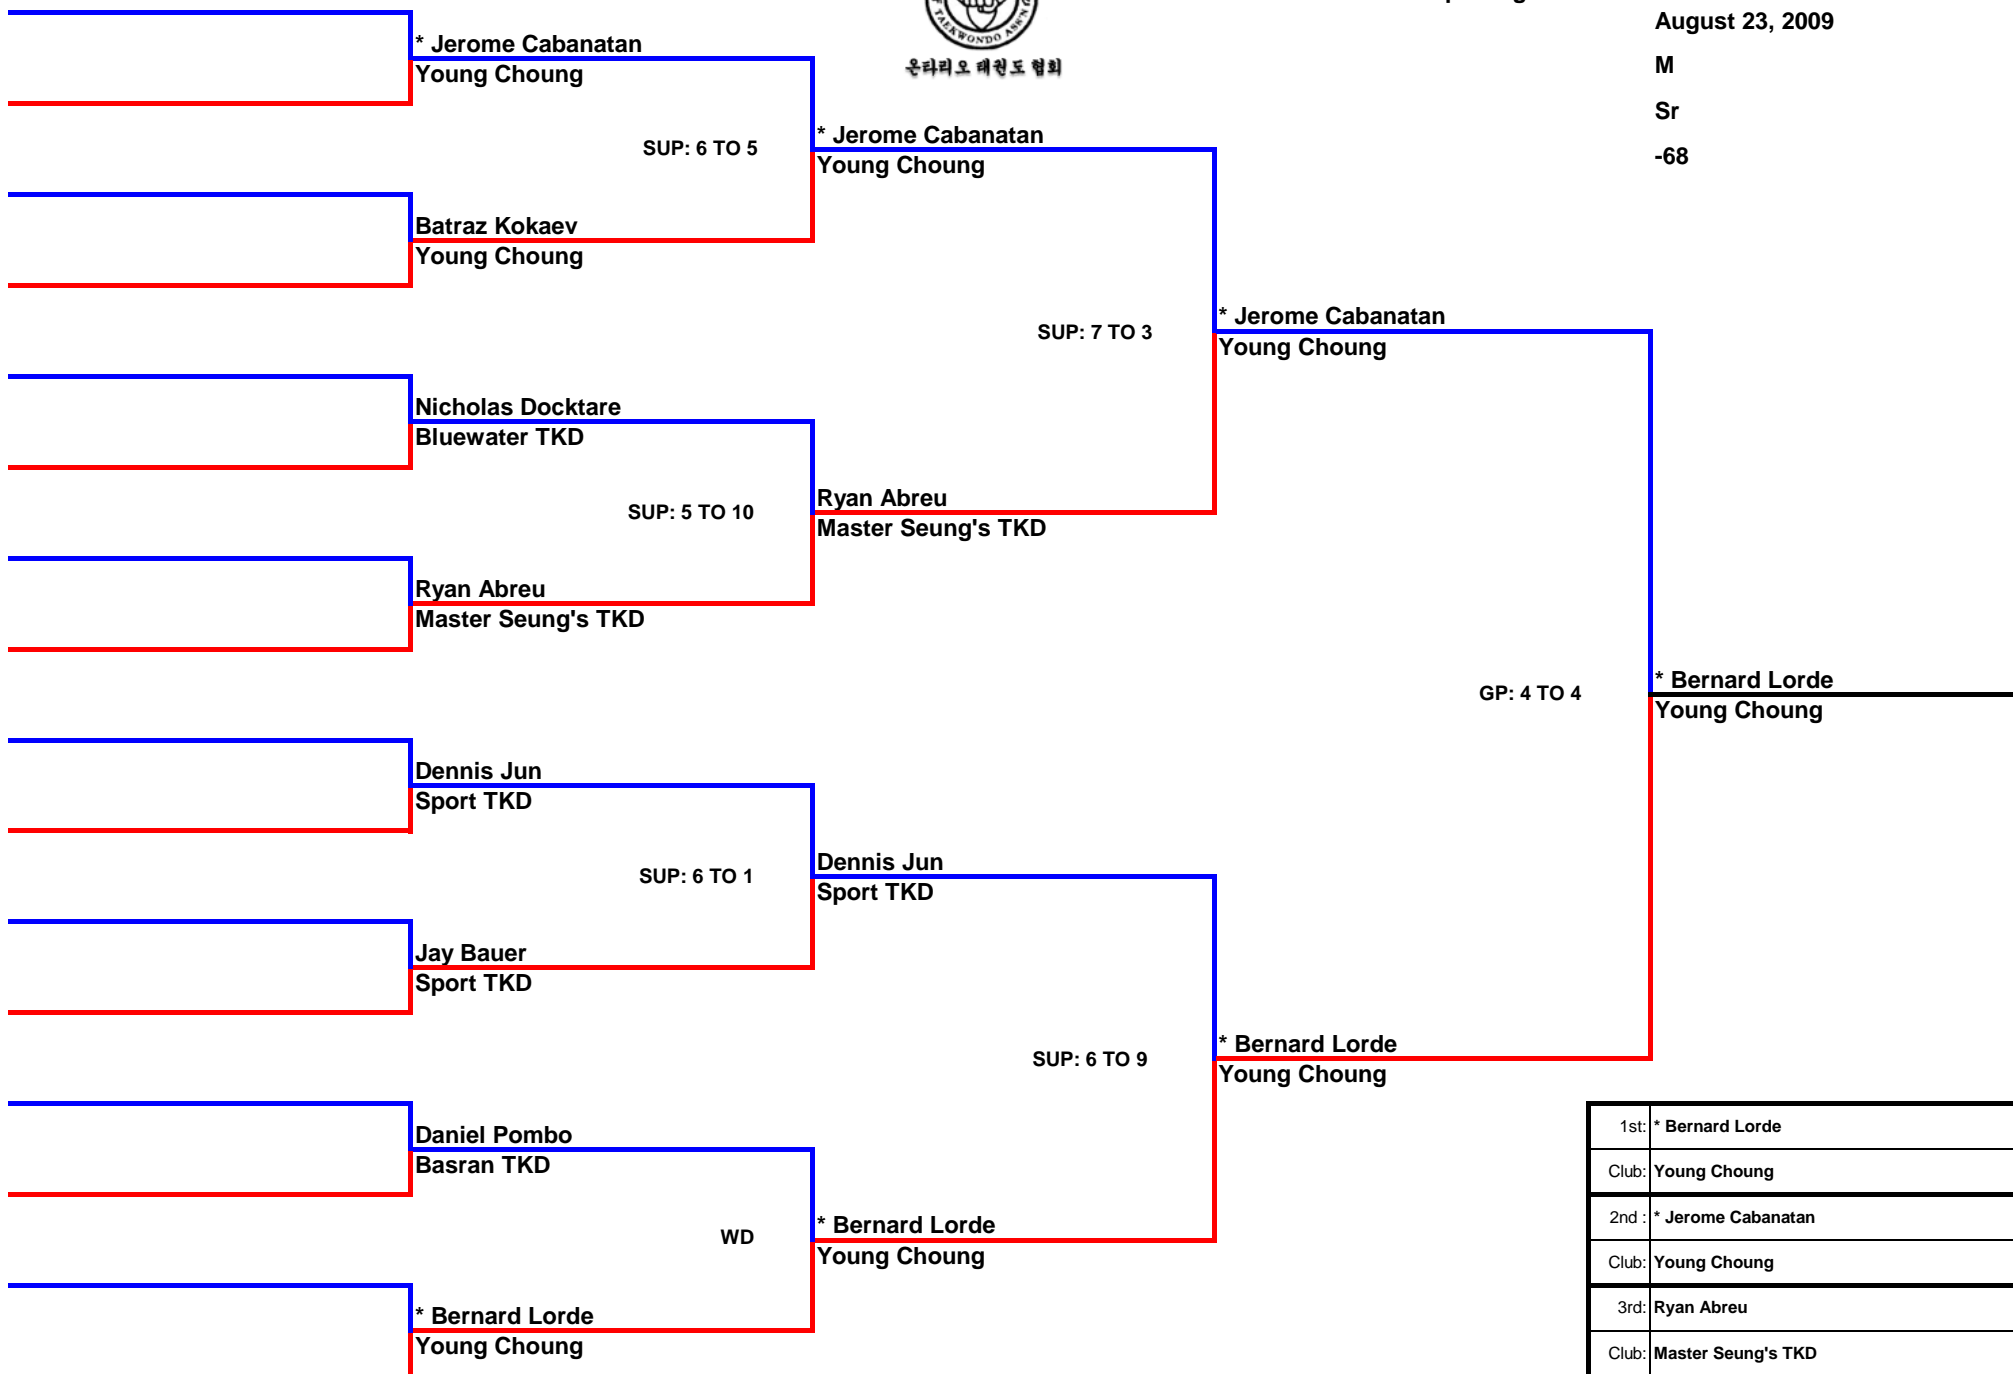 TAEKWONDO ASS'N
온타리오 태권도 협회
August 23, 2009
M
Sr
-68
* Jerome Cabanatan
Young Choung
SUP: 6 TO 5
* Jerome Cabanatan
Young Choung
Batraz Kokaev
Young Choung
SUP: 7 TO 3
* Jerome Cabanatan
Young Choung
Nicholas Docktare
Bluewater TKD
SUP: 5 TO 10
Ryan Abreu
Master Seung's TKD
Ryan Abreu
Master Seung's TKD
GP: 4 TO 4
* Bernard Lorde
Young Choung
Dennis Jun
Sport TKD
SUP: 6 TO 1
Dennis Jun
Sport TKD
Jay Bauer
Sport TKD
SUP: 6 TO 9
* Bernard Lorde
Young Choung
Daniel Pombo
Basran TKD
WD
* Bernard Lorde
Young Choung
* Bernard Lorde
Young Choung
1st: * Bernard Lorde
Club: Young Choung
2nd : * Jerome Cabanatan
Club: Young Choung
3rd: Ryan Abreu
Club: Master Seung's TKD